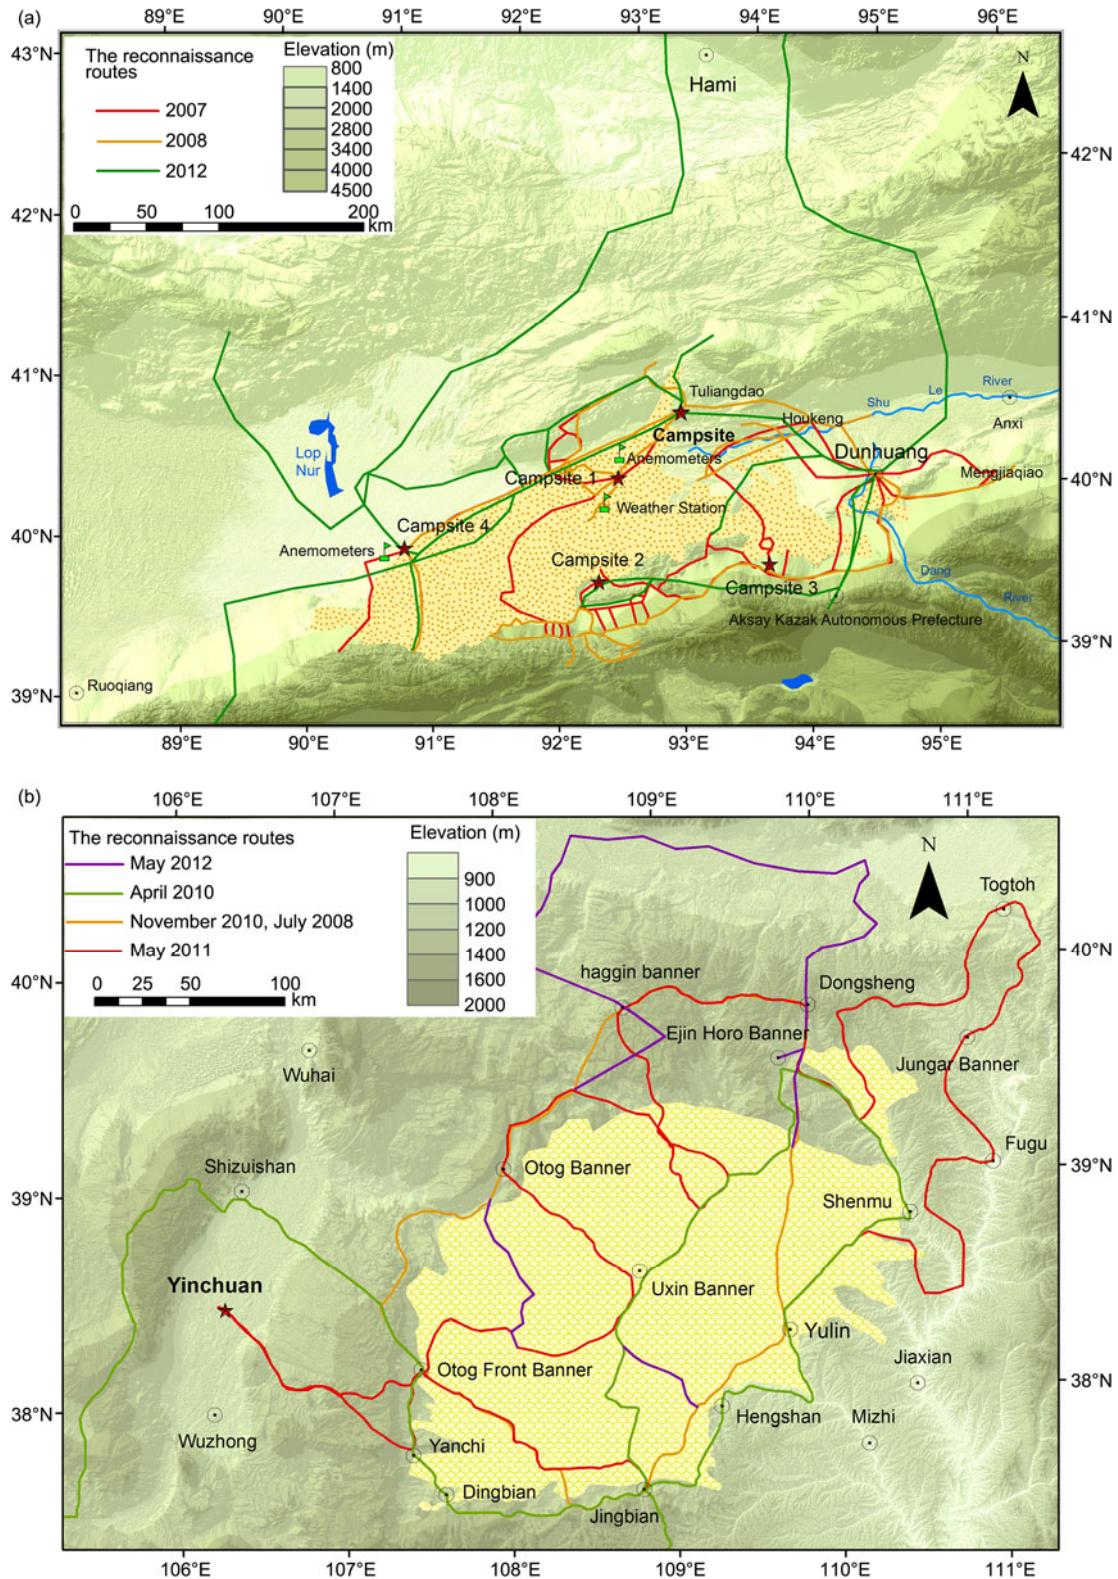 (a)
89°E 90°E 91°E 92°E 93°E 94°E 95°E 96°E
43°N
42°N
41°N
40°N
39°N
42°N
41°N
40°N
39°N
The reconnaissance
routes
2007
2008
2012
Elevation (m)
800
1400
2000
2800
3400
4000
4500
0 50 100 200
km
N
Hami
Tuliangdao
Shu Le River
Houkeng
Anxi
Campsite
Dunhuang
Lop
Nur
Anemometers
Mengjiaqiao
Campsite 1
Weather Station
Campsite 4
Anemometers
Campsite 2
Campsite 3
Dang
River
Aksay Kazak Autonomous Prefecture
Ruoqiang
89°E 90°E 91°E 92°E 93°E 94°E 95°E
(b)
106°E 107°E 108°E 109°E 110°E 111°E
40°N
39°N
38°N
40°N
39°N
38°N
The reconnaissance routes
May 2012
April 2010
November 2010, July 2008
May 2011
0 25 50 100
km
Elevation (m)
900
1000
1200
1400
1600
2000
N
Togtoh
haggin banner
Dongsheng
Ejin Horo Banner
Jungar Banner
Wuhai
Fugu
Shizuishan
Otog Banner
Shenmu
Yinchuan
Uxin Banner
Yulin
Jiaxian
Otog Front Banner
Hengshan
Mizhi
Wuzhong
Yanchi
Dingbian
Jingbian
106°E 107°E 108°E 109°E 110°E 111°E